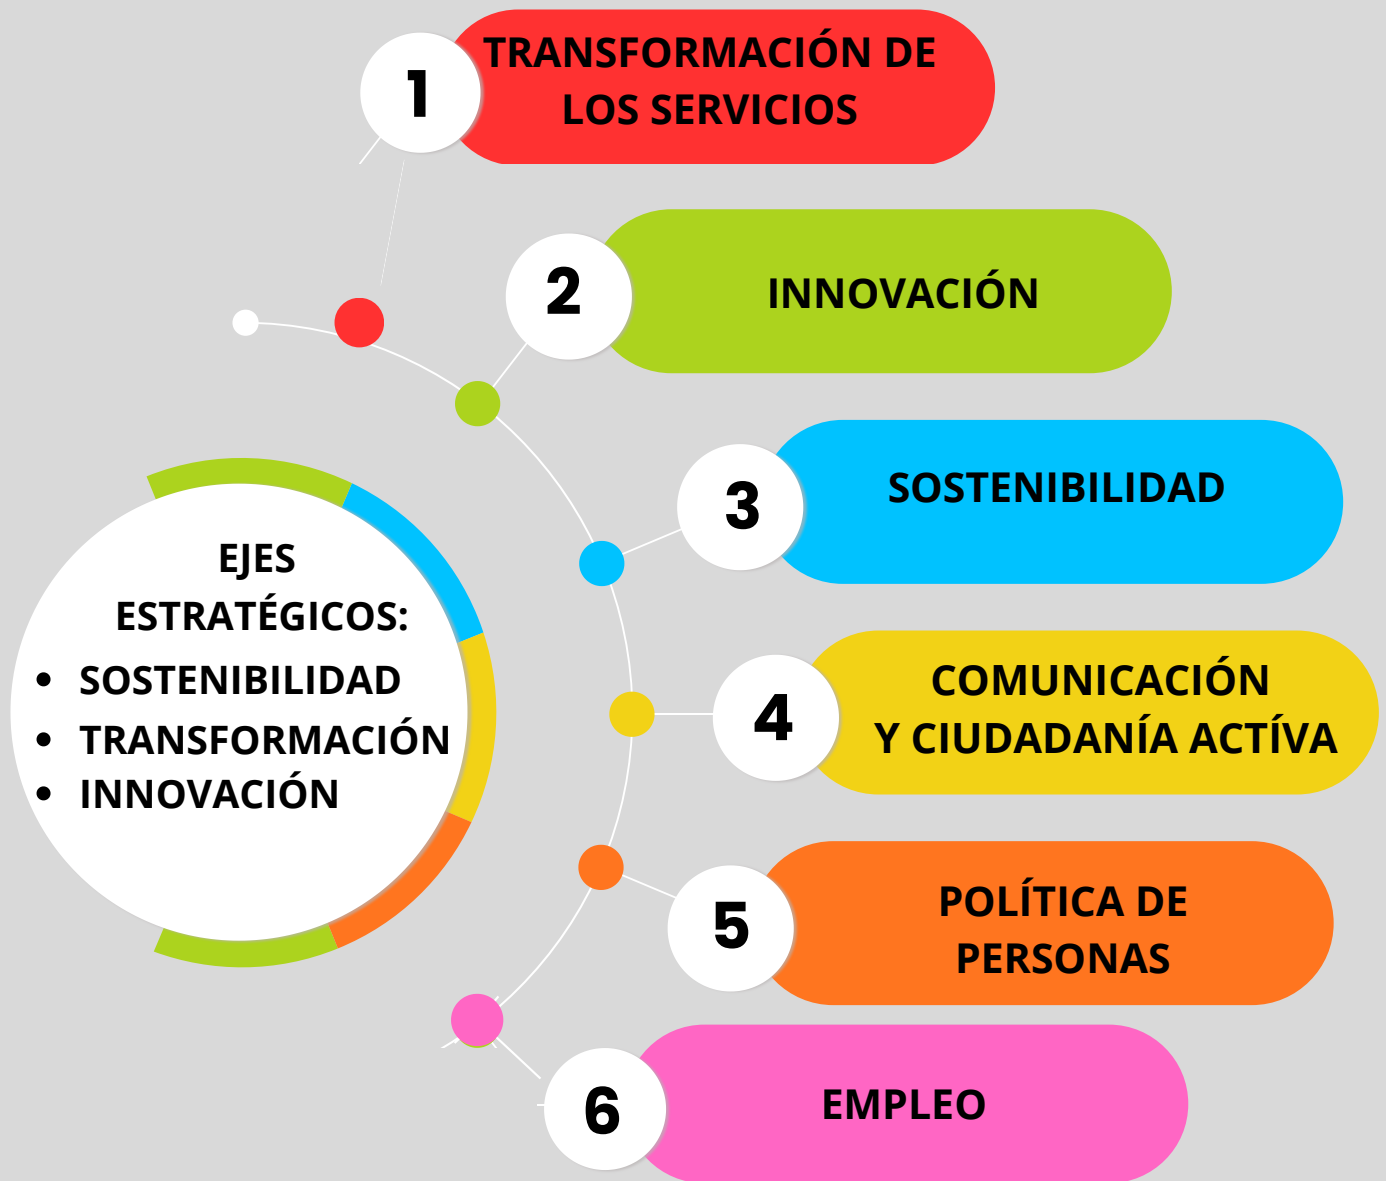 1
TRANSFORMACIÓN DE
LOS SERVICIOS
2
INNOVACIÓN
3
SOSTENIBILIDAD
EJES
ESTRATÉGICOS:
• SOSTENIBILIDAD
• TRANSFORMACIÓN
• INNOVACIÓN
4
COMUNICACIÓN
Y CIUDADANÍA ACTÍVA
5
POLÍTICA DE
PERSONAS
6
EMPLEO